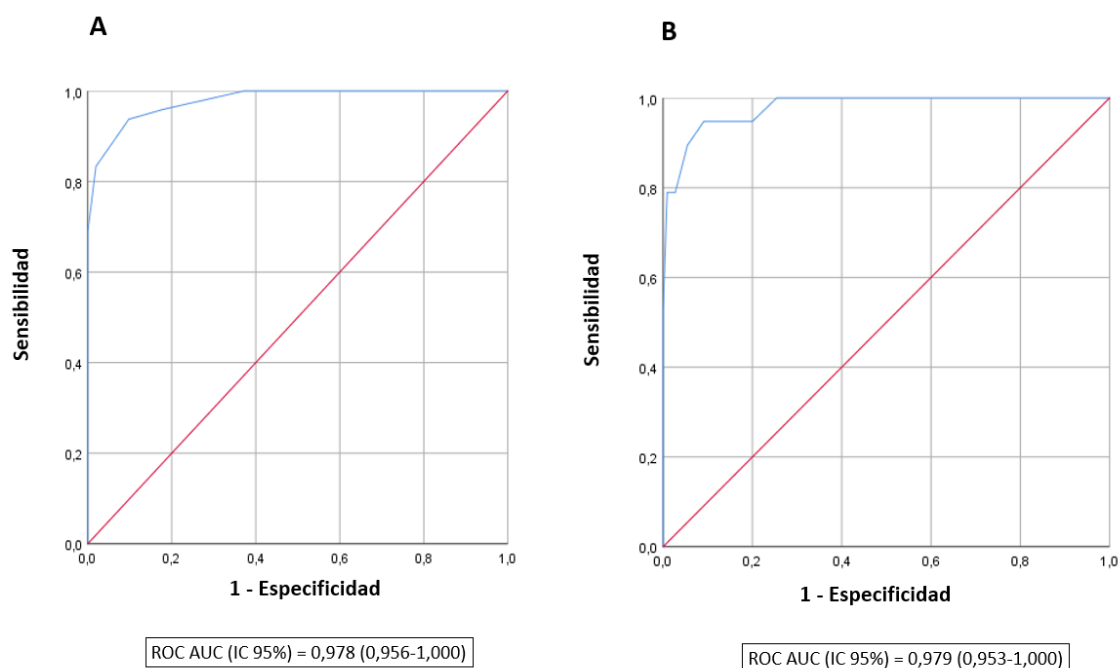 A
1,0
0,8
0,6
0,4
0,2
0,0
Sensibilidad
0,0 0,2 0,4 0,6 0,8 1,0
1 - Especificidad
ROC AUC (IC 95%) = 0,978 (0,956-1,000)
B
1,0
0,8
0,6
0,4
0,2
0,0
Sensibilidad
0,0 0,2 0,4 0,6 0,8 1,0
1 - Especificidad
ROC AUC (IC 95%) = 0,979 (0,953-1,000)